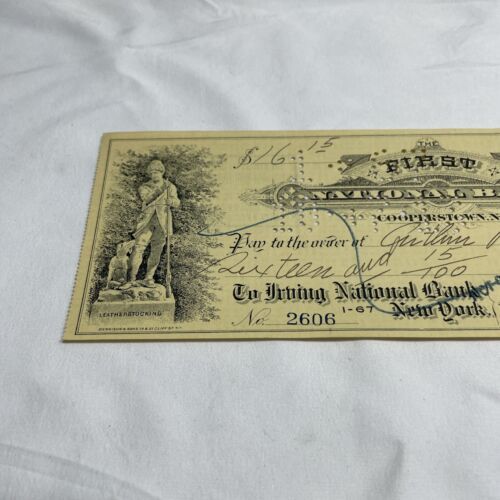 $16 15
THE
FIRST
NATIONAL
COOPERSTOWN, N
Pay to the order of
Sixteen and 15/100
To Irving National Bank
No. 2606 1-67 New York,
LEATHERSTOCKING